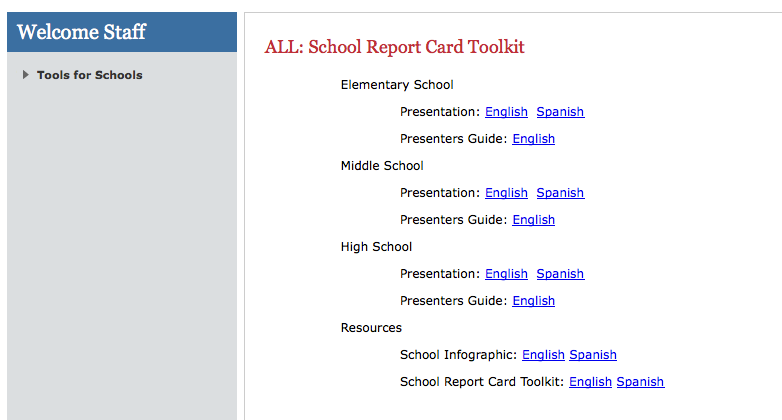 Welcome Staff
Tools for Schools
ALL: School Report Card Toolkit
Elementary School
Presentation: English Spanish
Presenters Guide: English
Middle School
Presentation: English Spanish
Presenters Guide: English
High School
Presentation: English Spanish
Presenters Guide: English
Resources
School Infographic: English Spanish
School Report Card Toolkit: English Spanish